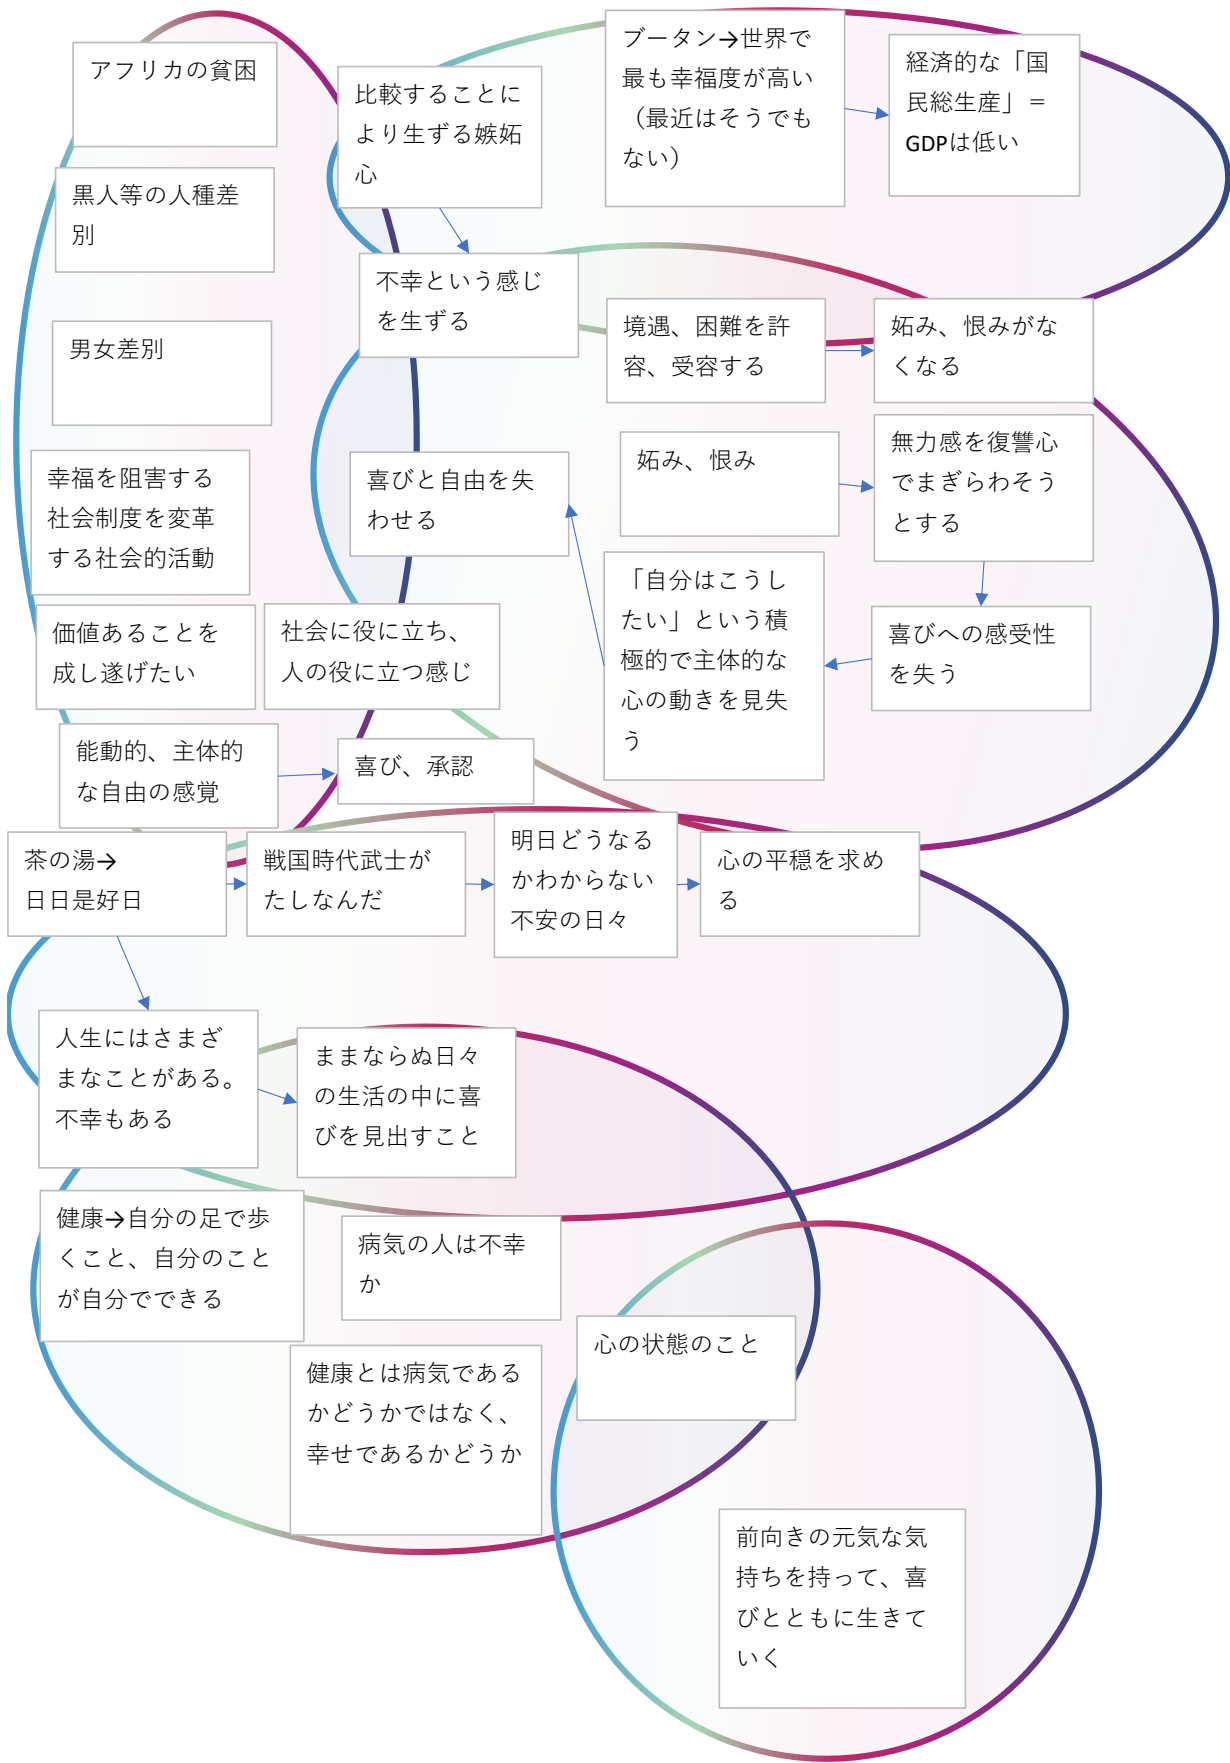 アフリカの貧困
比較することに
より生ずる嫉妬
心
ブータン→世界で
最も幸福度が高い
（最近はそうでも
ない）
経済的な「国
民総生産」＝
GDPは低い
黒人等の人種差
別
不幸という感じ
を生ずる
男女差別
境遇、困難を許
容、受容する
妬み、恨みがな
くなる
幸福を阻害する
社会制度を変革
する社会的活動
喜びと自由を失
わせる
妬み、恨み
無力感を復讐心
でまぎらわそう
とする
「自分はこうし
たい」という積
極的で主体的な
心の動きを見失
う
喜びへの感受性
を失う
価値あることを
成し遂げたい
社会に役に立ち、
人の役に立つ感じ
能動的、主体的
な自由の感覚
喜び、承認
茶の湯→
日日是好日
戦国時代武士が
たしなんだ
明日どうなる
かわからない
不安の日々
心の平穏を求め
る
人生にはさまざ
まなことがある。
不幸もある
ままならぬ日々
の生活の中に喜
びを見出すこと
健康→自分の足で歩
くこと、自分のこと
が自分でできる
病気の人は不幸
か
心の状態のこと
健康とは病気である
かどうかではなく、
幸せであるかどうか
前向きの元気な気
持ちを持って、喜
びとともに生きて
いく